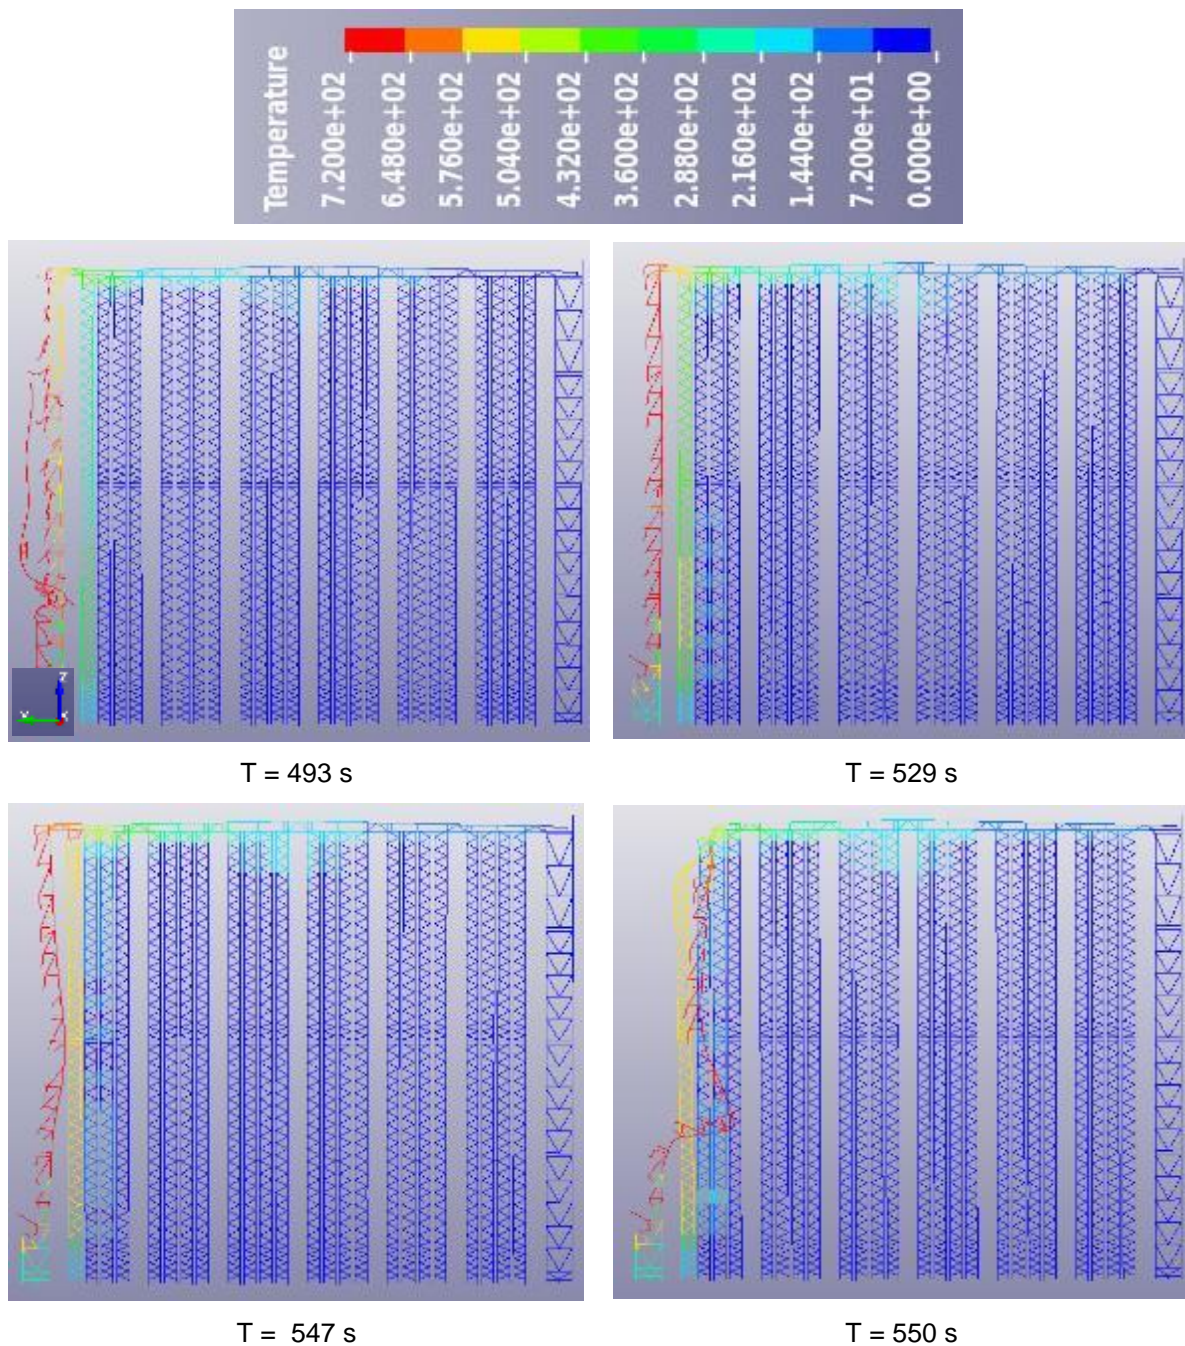 Temperature
7.200e+02
6.480e+02
5.760e+02
5.040e+02
4.320e+02
3.600e+02
2.880e+02
2.160e+02
1.440e+02
7.200e+01
0.000e+00
Z
T = 493 s
T = 529 s
T = 547 s
T = 550 s